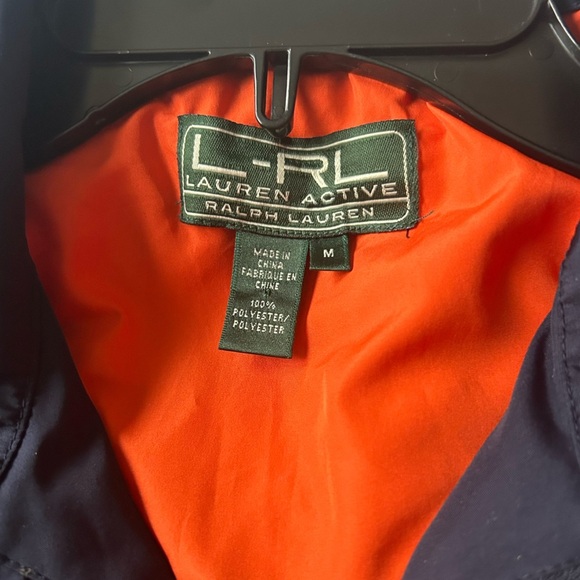 L-RL
LAUREN ACTIVE
RALPH LAUREN
M
MADE IN
CHINA
FABRIQUE EN
CHINE
100%
POLYESTER/
POLYESTER